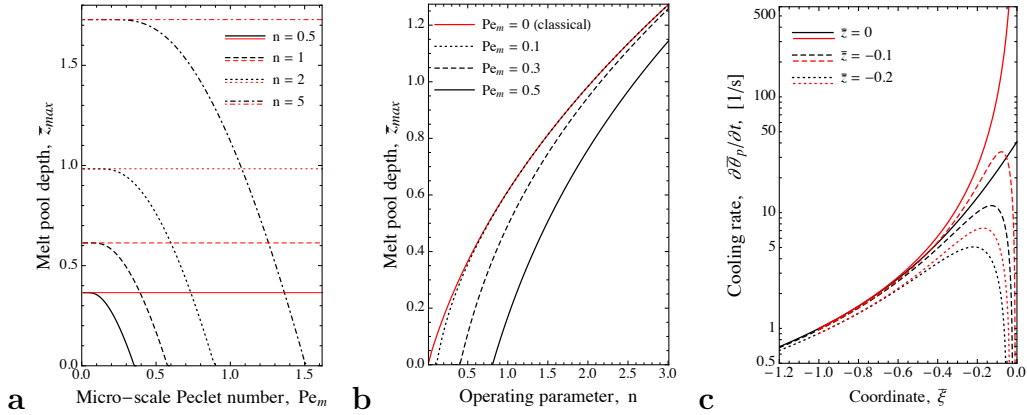 Melt pool depth, z̄max
1.5
1.0
0.5
0.0
n = 0.5
n = 1
n = 2
n = 5
0.0 0.5 1.0 1.5
Micro−scale Peclet number, Pem
a
Melt pool depth, z̄max
1.2
1.0
0.8
0.6
0.4
0.2
0.0
Pem = 0 (classical)
Pem = 0.1
Pem = 0.3
Pem = 0.5
0.5 1.0 1.5 2.0 2.5 3.0
Operating parameter, n
b
Cooling rate, ∂θ̄p/∂t, [1/s]
500
100
50
10
5
1
0.5
z̄ = 0
z̄ = −0.1
z̄ = −0.2
−1.2 −1.0 −0.8 −0.6 −0.4 −0.2 0.0
Coordinate, ξ̄
c